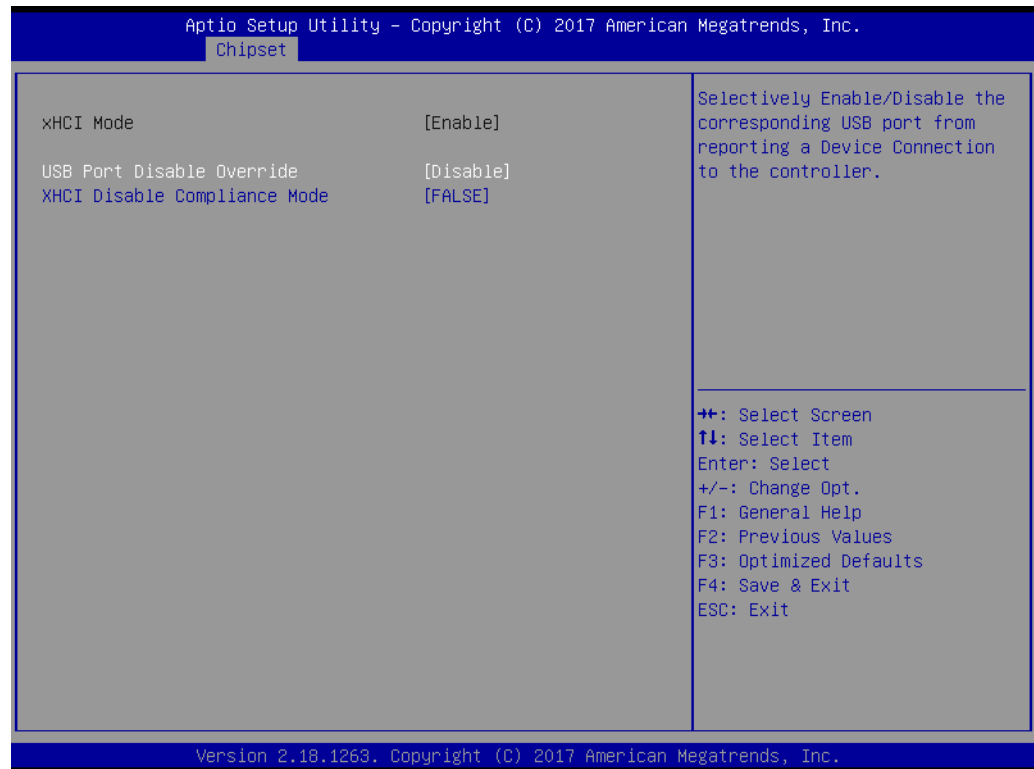 Aptio Setup Utility – Copyright (C) 2017 American Megatrends, Inc.
Chipset
xHCI Mode [Enable]
USB Port Disable Override [Disable]
XHCI Disable Compliance Mode [FALSE]
Selectively Enable/Disable the
corresponding USB port from
reporting a Device Connection
to the controller.
→←: Select Screen
↑↓: Select Item
Enter: Select
+/-: Change Opt.
F1: General Help
F2: Previous Values
F3: Optimized Defaults
F4: Save & Exit
ESC: Exit
Version 2.18.1263. Copyright (C) 2017 American Megatrends, Inc.